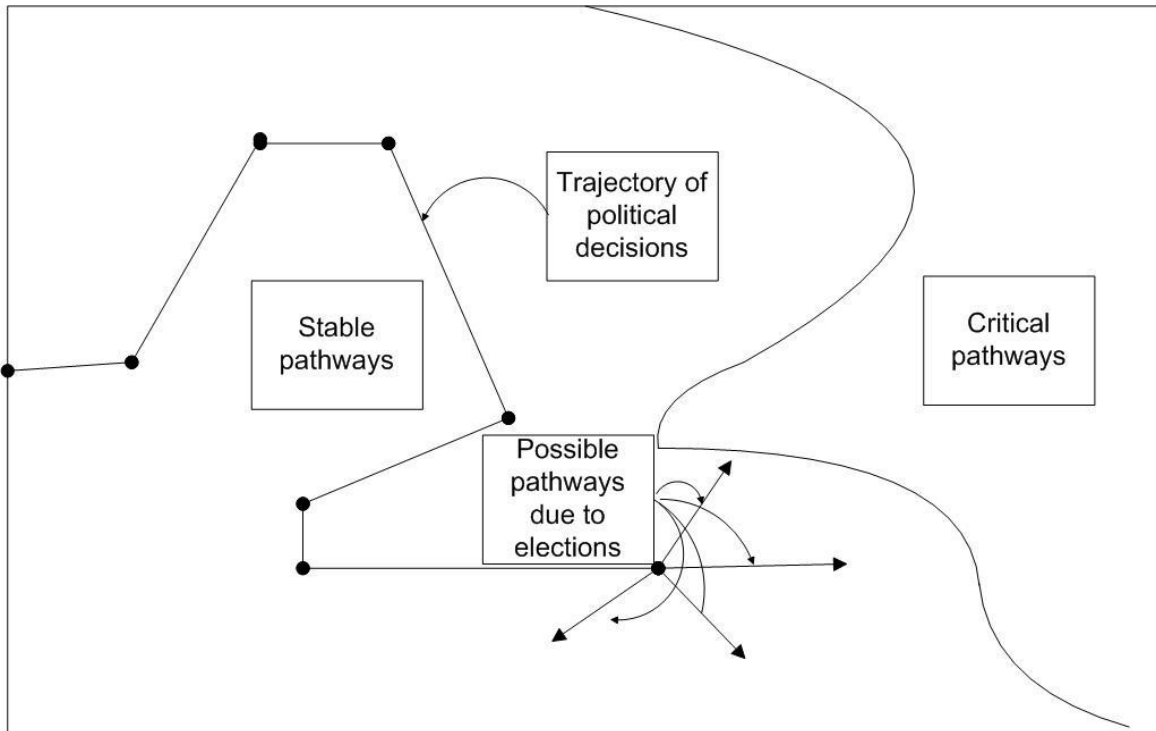 Trajectory of
political
decisions
Stable
pathways
Critical
pathways
Possible
pathways
due to
elections